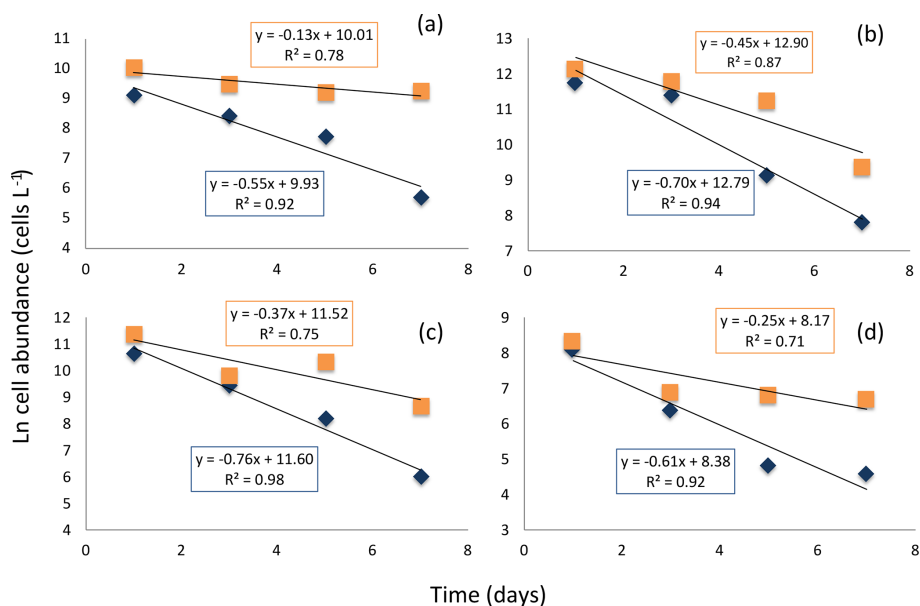 Ln cell abundance (cells L⁻¹)
(a)
11
10
9
8
7
6
5
4
0
2
4
6
8
y = -0.13x + 10.01
R² = 0.78
y = -0.55x + 9.93
R² = 0.92
(b)
13
12
11
10
9
8
7
0
2
4
6
8
y = -0.45x + 12.90
R² = 0.87
y = -0.70x + 12.79
R² = 0.94
(c)
12
11
10
9
8
7
6
5
4
0
2
4
6
8
y = -0.37x + 11.52
R² = 0.75
y = -0.76x + 11.60
R² = 0.98
(d)
9
8
7
6
5
4
3
0
2
4
6
8
y = -0.25x + 8.17
R² = 0.71
y = -0.61x + 8.38
R² = 0.92
Time (days)